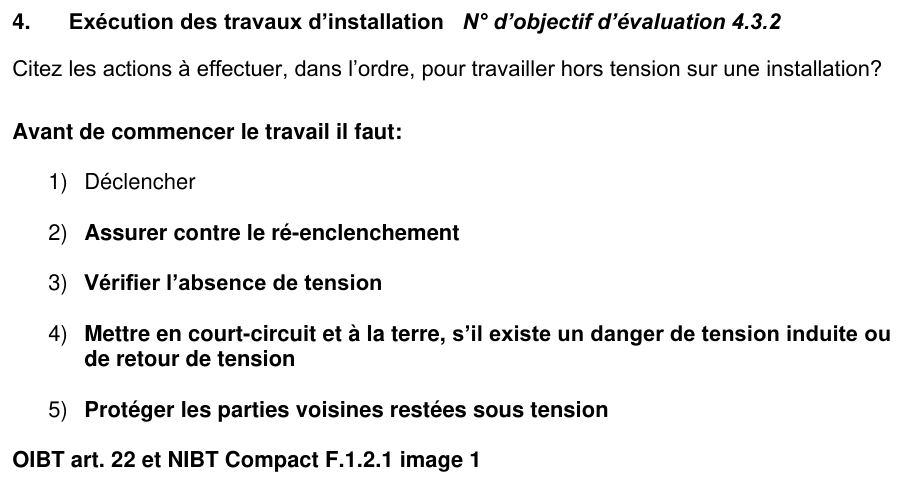 4. Exécution des travaux d’installation N° d’objectif d’évaluation 4.3.2
Citez les actions à effectuer, dans l’ordre, pour travailler hors tension sur une installation?
Avant de commencer le travail il faut:
1) Déclencher
2) Assurer contre le ré-enclenchement
3) Vérifier l’absence de tension
4) Mettre en court-circuit et à la terre, s’il existe un danger de tension induite ou
de retour de tension
5) Protéger les parties voisines restées sous tension
OIBT art. 22 et NIBT Compact F.1.2.1 image 1